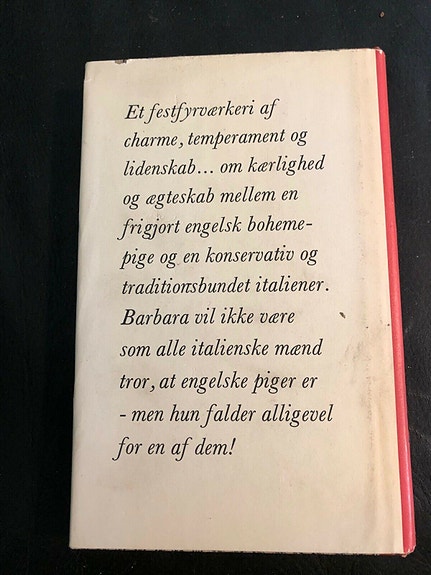 Et festfyrværkeri af
charme, temperament og
lidenskab... om kærlighed
og ægteskab mellem en
frigjort engelsk boheme-
pige og en konservativ og
traditionsbundet italiener.
Barbara vil ikke være
som alle italienske mænd
tror, at engelske piger er
- men hun falder alligevel
for en af dem!